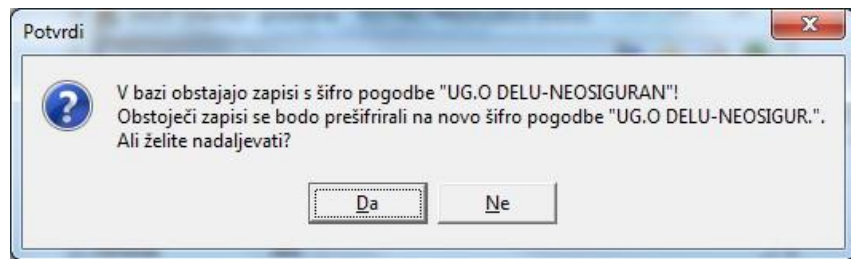 Potvrdi
V bazi obstajajo zapisi s šifro pogodbe "UG.O DELU-NEOSIGURAN"!
Obstoječi zapisi se bodo prešifrirali na novo šifro pogodbe "UG.O DELU-NEOSIGUR.".
Ali želite nadaljevati?
Da
Ne